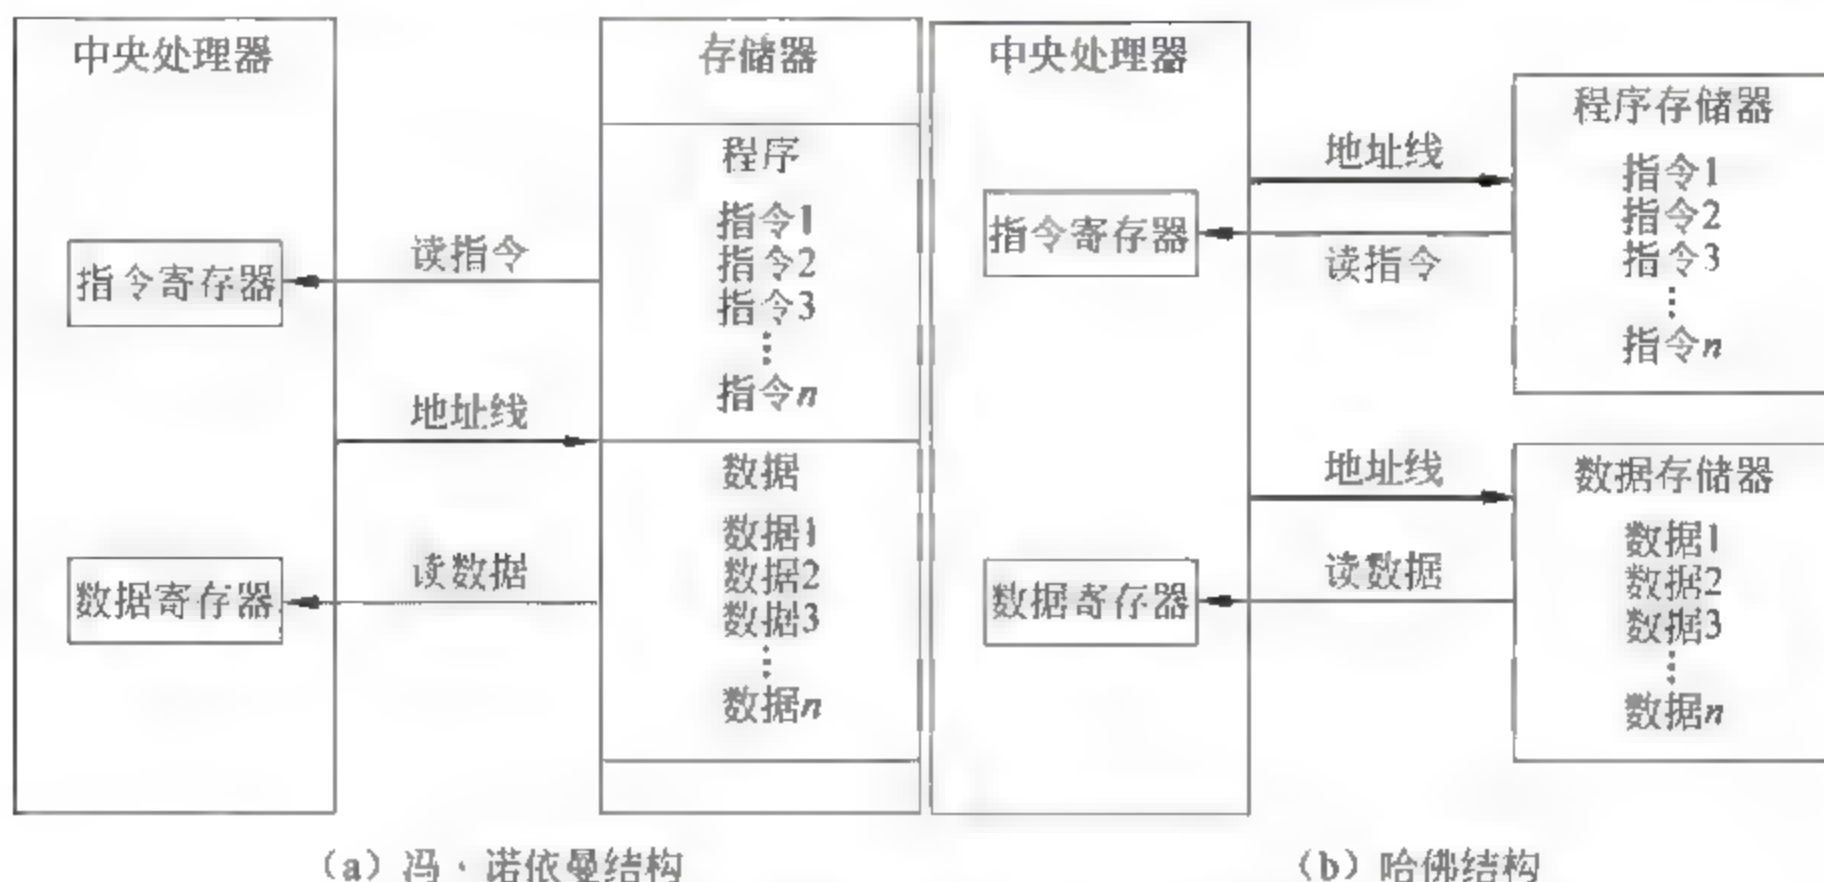 中央处理器
指令寄存器
数据寄存器
读指令
地址线
读数据
存储器
程序
指令1
指令2
指令3
⋮
指令n
数据
数据1
数据2
数据3
⋮
数据n
(a) 冯·诺依曼结构
中央处理器
指令寄存器
数据寄存器
地址线
读指令
地址线
读数据
程序存储器
指令1
指令2
指令3
⋮
指令n
数据存储器
数据1
数据2
数据3
⋮
数据n
(b) 哈佛结构